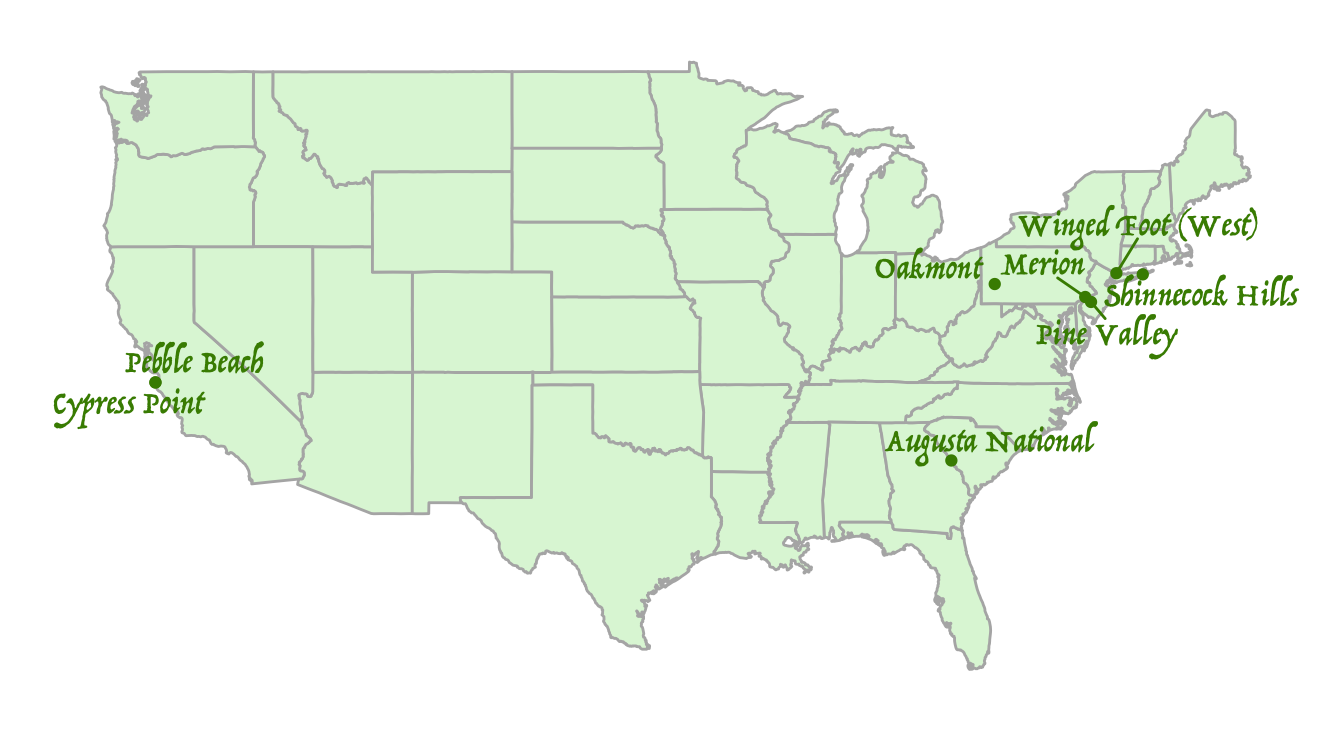 Winged Foot (West)
Oakmont
Merion
Shinnecock Hills
Pine Valley
Pebble Beach
Cypress Point
Augusta National